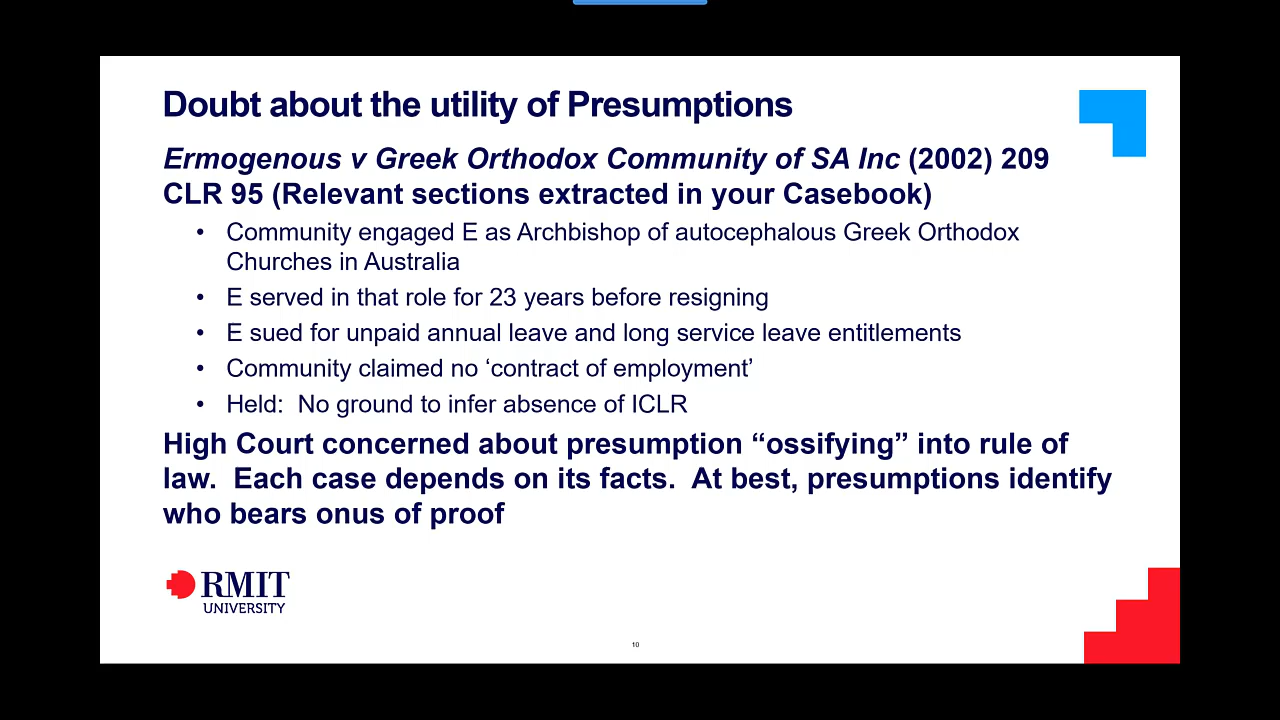 Doubt about the utility of Presumptions
Ermogenous v Greek Orthodox Community of SA Inc (2002) 209
CLR 95 (Relevant sections extracted in your Casebook)
• Community engaged E as Archbishop of autocephalous Greek Orthodox
Churches in Australia
• E served in that role for 23 years before resigning
• E sued for unpaid annual leave and long service leave entitlements
• Community claimed no ‘contract of employment’
• Held:  No ground to infer absence of ICLR
High Court concerned about presumption “ossifying” into rule of
law.  Each case depends on its facts.  At best, presumptions identify
who bears onus of proof
RMIT
UNIVERSITY
10